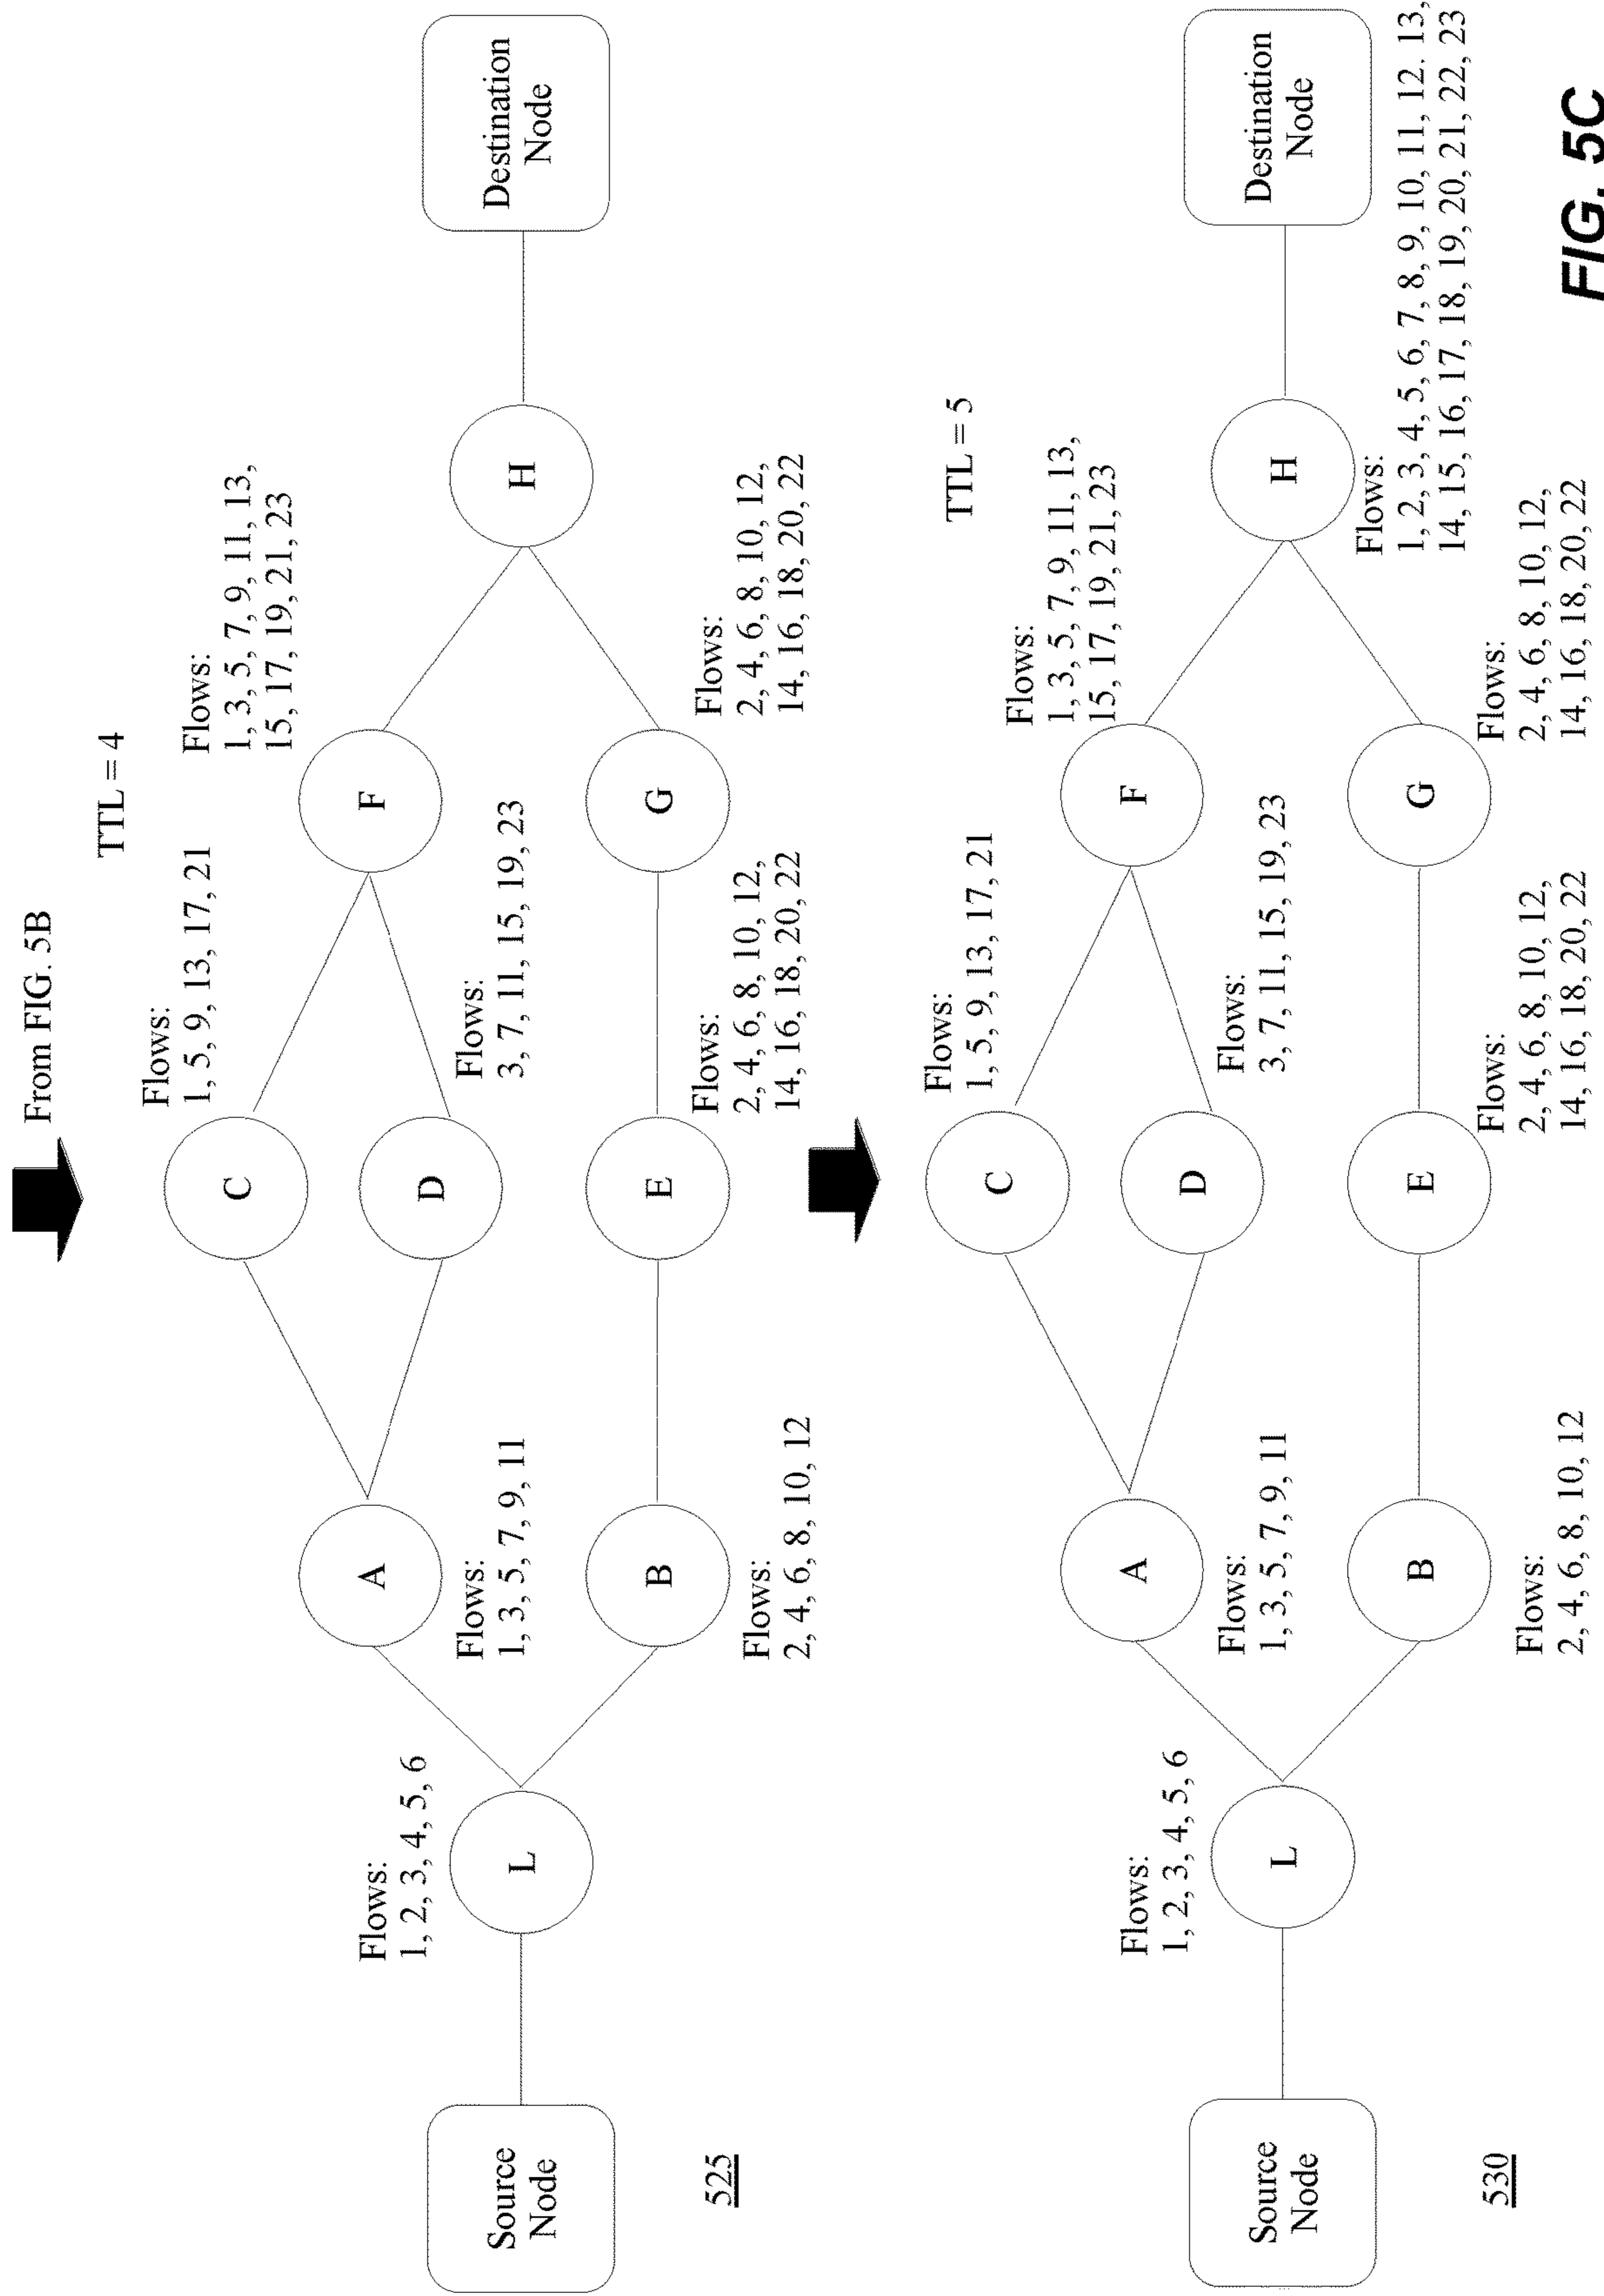 From FIG. 5B
TTL = 4
Source
Node
Flows:
1, 2, 3, 4, 5, 6
L
A
Flows:
1, 3, 5, 7, 9, 11
B
Flows:
2, 4, 6, 8, 10, 12
C
Flows:
1, 5, 9, 13, 17, 21
D
Flows:
3, 7, 11, 15, 19, 23
E
Flows:
2, 4, 6, 8, 10, 12,
14, 16, 18, 20, 22
F
Flows:
1, 3, 5, 7, 9, 11, 13,
15, 17, 19, 21, 23
G
Flows:
2, 4, 6, 8, 10, 12,
14, 16, 18, 20, 22
H
Destination
Node
525
TTL = 5
Source
Node
Flows:
1, 2, 3, 4, 5, 6
L
A
Flows:
1, 3, 5, 7, 9, 11
B
Flows:
2, 4, 6, 8, 10, 12
C
Flows:
1, 5, 9, 13, 17, 21
D
Flows:
3, 7, 11, 15, 19, 23
E
Flows:
2, 4, 6, 8, 10, 12,
14, 16, 18, 20, 22
F
Flows:
1, 3, 5, 7, 9, 11, 13,
15, 17, 19, 21, 23
G
Flows:
2, 4, 6, 8, 10, 12,
14, 16, 18, 20, 22
H
Flows:
1, 2, 3, 4, 5, 6, 7, 8, 9, 10, 11, 12. 13,
14, 15, 16, 17, 18, 19, 20, 21, 22, 23
Destination
Node
530
FIG. 5C